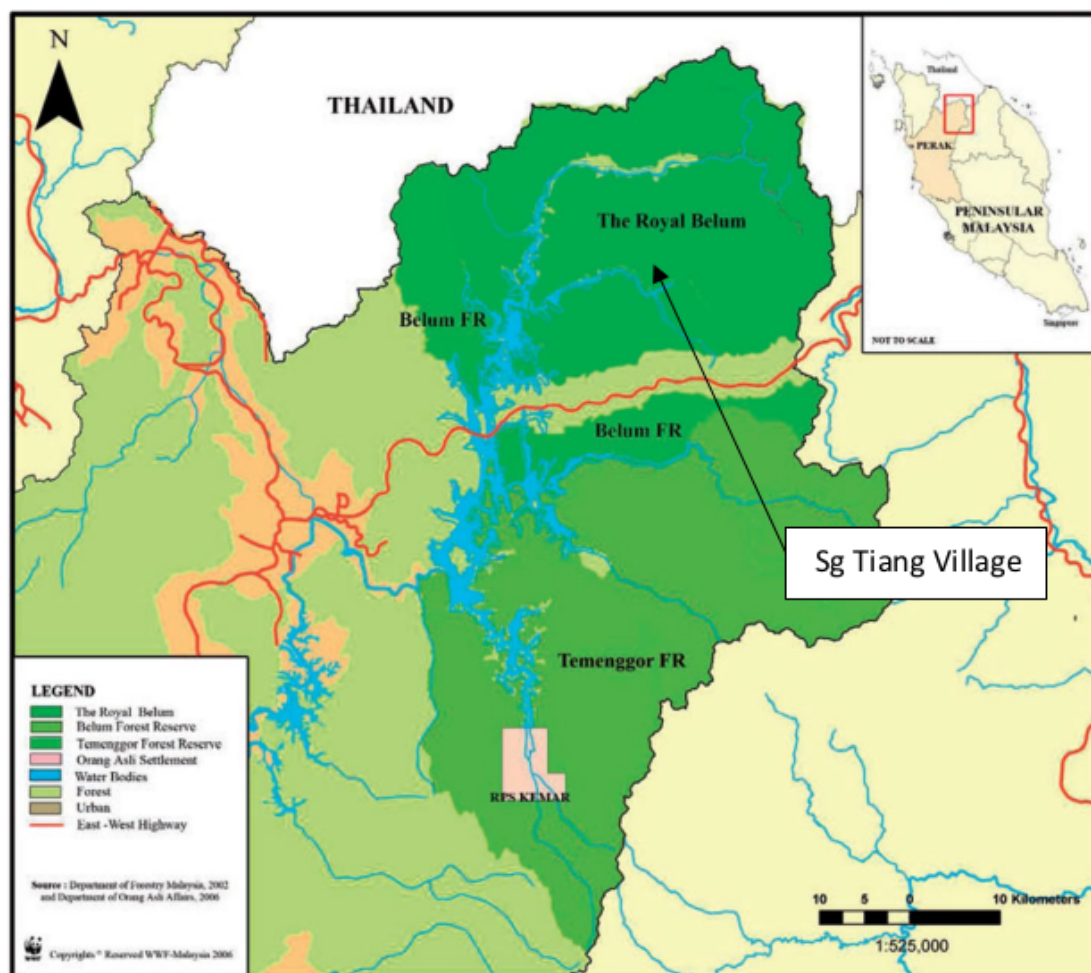 N
THAILAND
Thailand
PERAK
PENINSULAR
MALAYSIA
Singapore
NOT TO SCALE
The Royal Belum
Belum FR
Belum FR
Sg Tiang Village
Temenggor FR
RPS KEMAR
LEGEND
The Royal Belum
Belum Forest Reserve
Temenggor Forest Reserve
Orang Asli Settlement
Water Bodies
Forest
Urban
East -West Highway
Source : Department of Forestry Malaysia, 2002
and Department of Orang Asli Affairs, 2006
WWF
Copyrights © Reserved WWF-Malaysia 2006
10 5 0 10 Kilometers
1:525,000